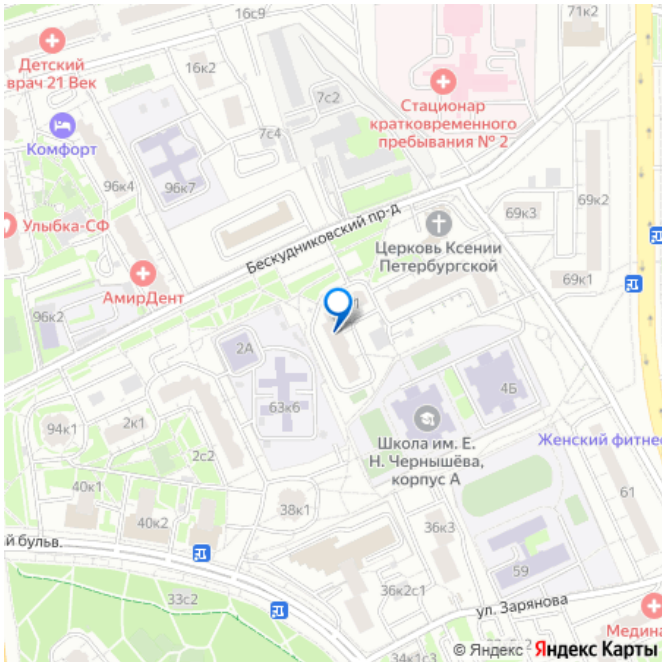 16с9
71к2
Детский
врач 21 Век
16к2
7с2
Стационар
кратковременного
пребывания № 2
Комфорт
7с4
96к4
96к7
69к2
69к3
Улыбка-СФ
Бескудниковский пр-д
Церковь Ксении
Петербургской
АмирДент
69к1
96к2
1
2А
4Б
63к6
94к1
2к1
Школа им. Е.
Н. Чернышёва,
корпус А
Женский фитнес
2с2
40к1
61
38к1
40к2
36к3
й бульв.
59
36к2с1
33с2
ул. Зарянова
Медина
34к1с3
© Яндекс Яндекс Карты